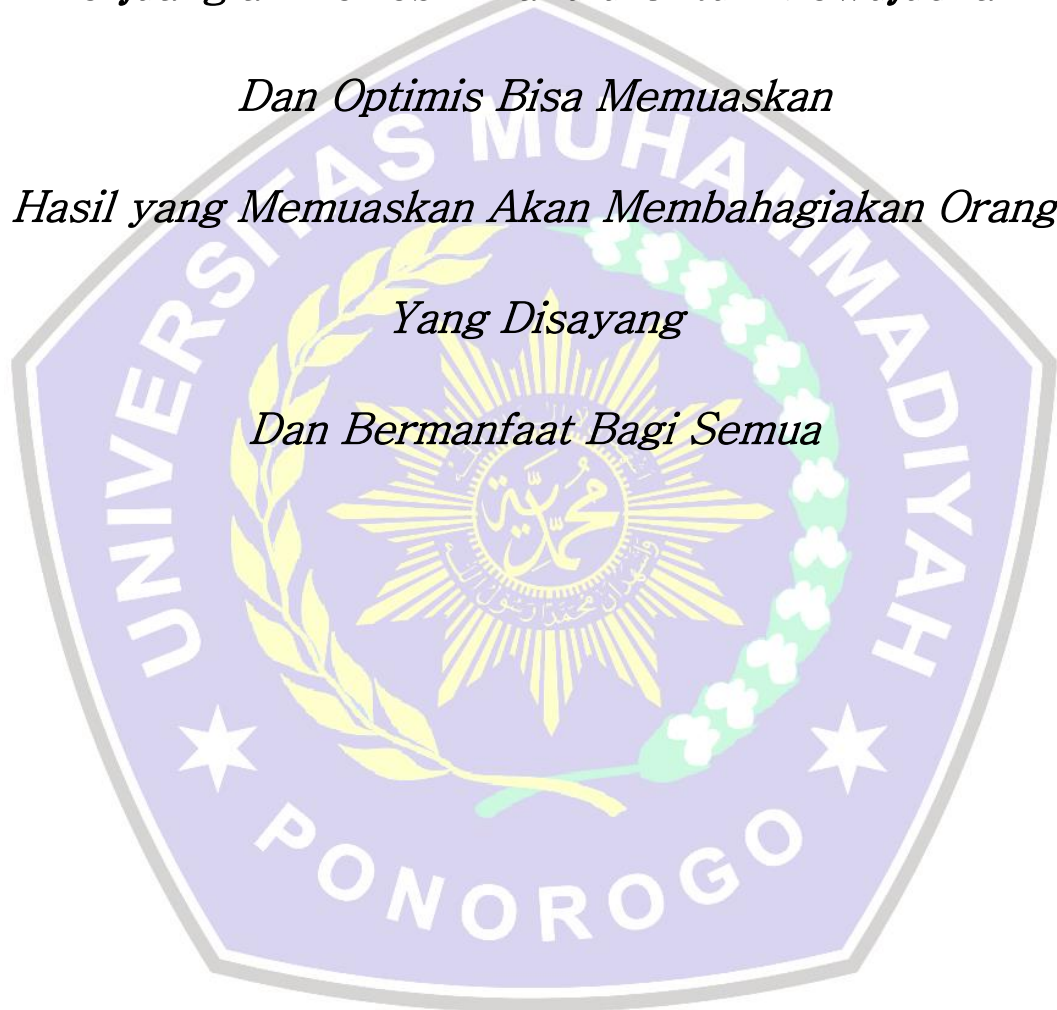 Dan Optimis Bisa Memuaskan
Hasil yang Memuaskan Akan Membahagiakan Orang
Yang Disayang
Dan Bermanfaat Bagi Semua
UNIVERSITAS MUHAMMADIYAH
PONOROGO
محمدية